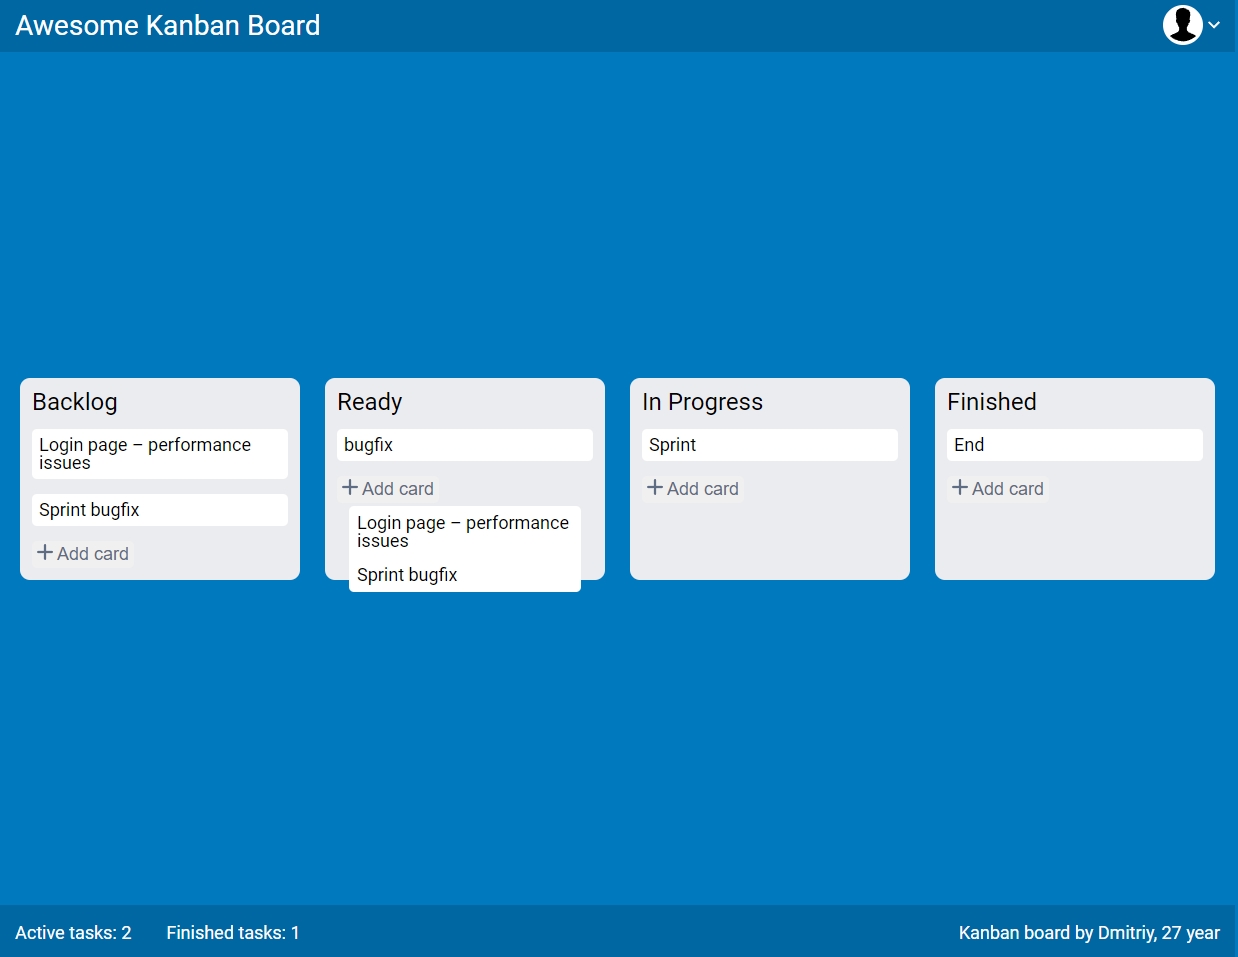 Awesome Kanban Board
Backlog
Login page – performance
issues
Sprint bugfix
Add card
Ready
bugfix
Add card
Login page – performance
issues
Sprint bugfix
In Progress
Sprint
Add card
Finished
End
Add card
Active tasks: 2
Finished tasks: 1
Kanban board by Dmitriy, 27 year